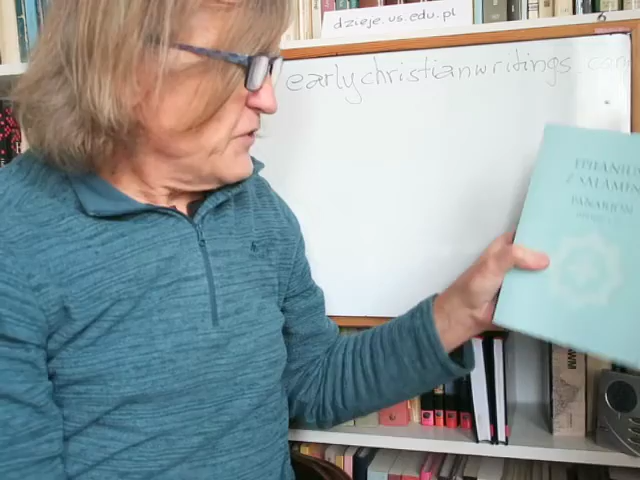 dzieje.us.edu.pl
earlychristianwritings.com
EPIFANIUSZ
Z SALAMINY
PANARION